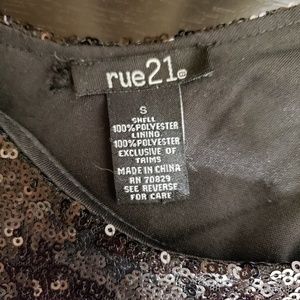 rue21®
S
SHELL
100%POLYESTER
LINING
100%POLYESTER
EXCLUSIVE OF
TRIMS
MADE IN CHINA
RN 70829
SEE REVERSE
FOR CARE